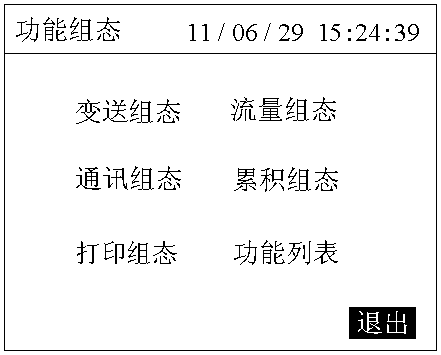 功能组态 11/06/29 15:24:39
变送组态 流量组态
通讯组态 累积组态
打印组态 功能列表
退出